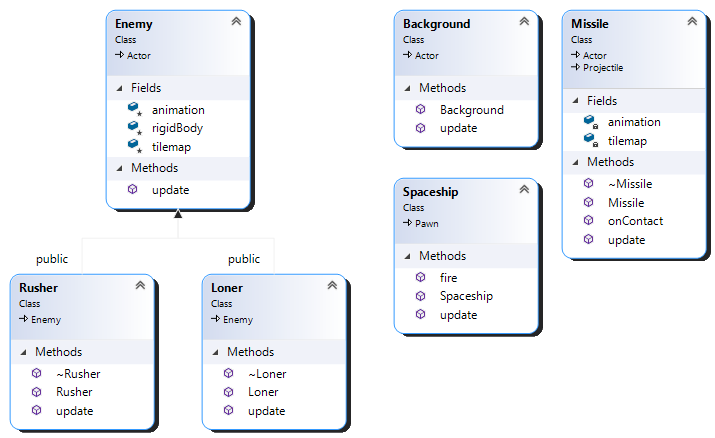 Enemy
Class
Actor
Fields
animation
rigidBody
tilemap
Methods
update
public
public
Rusher
Class
Enemy
Methods
~Rusher
Rusher
update
Loner
Class
Enemy
Methods
~Loner
Loner
update
Background
Class
Actor
Methods
Background
update
Spaceship
Class
Pawn
Methods
fire
Spaceship
update
Missile
Class
Actor
Projectile
Fields
animation
tilemap
Methods
~Missile
Missile
onContact
update